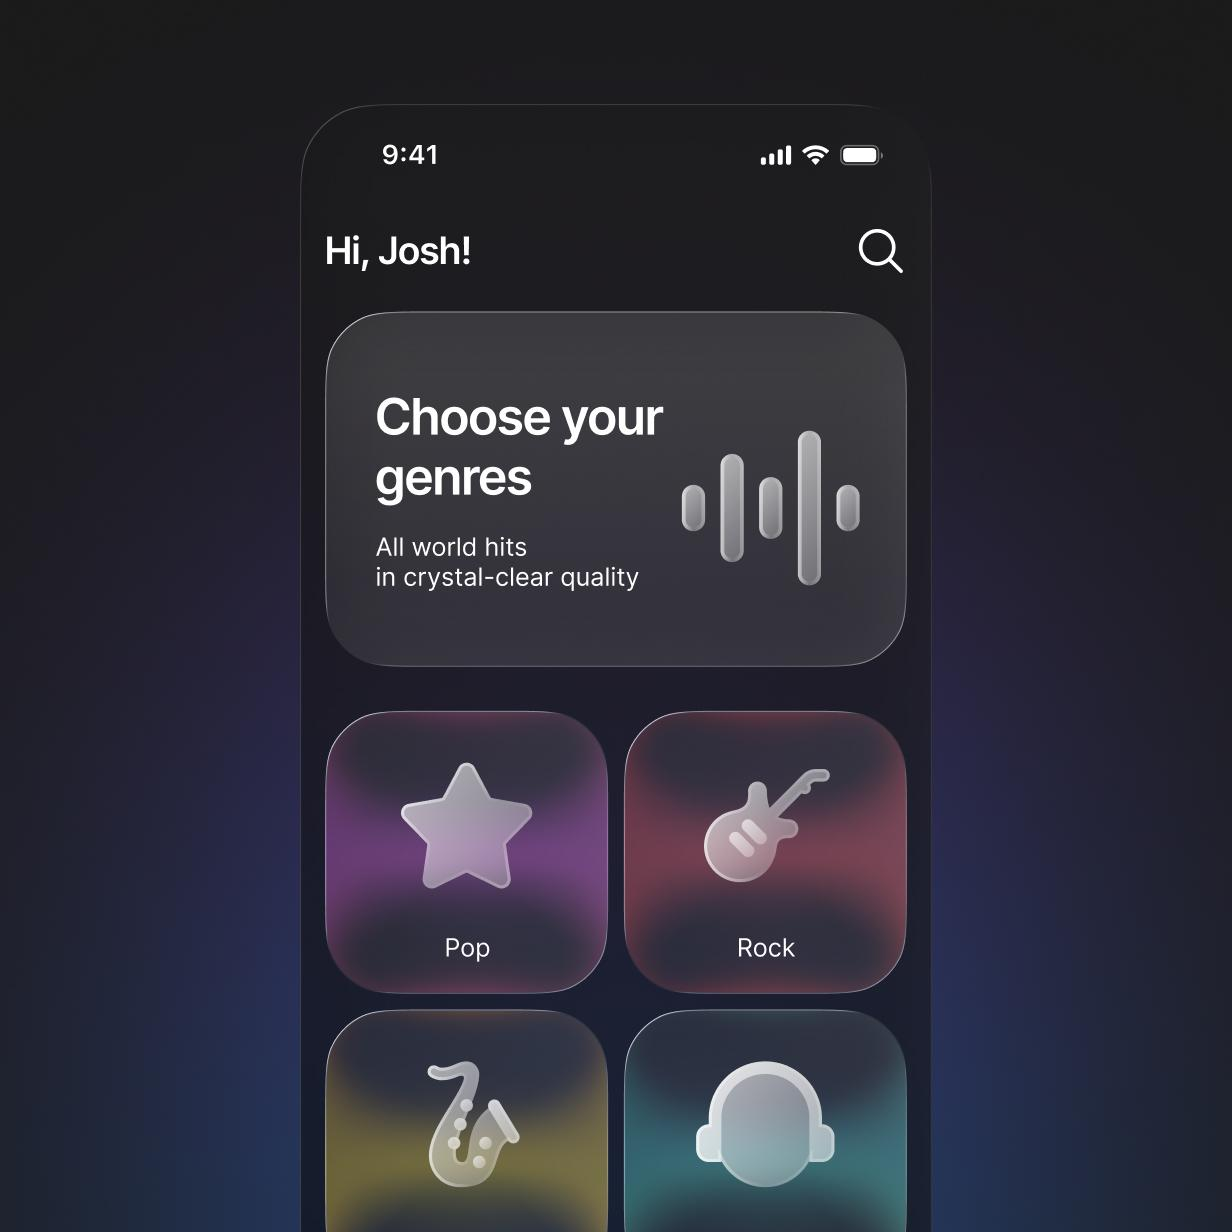 9:41
Hi, Josh!
Choose your
genres
All world hits
in crystal-clear quality
Pop
Rock